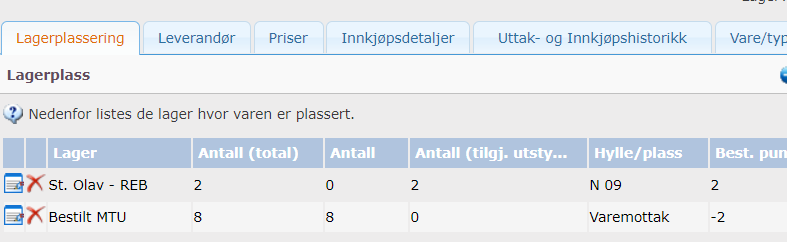 Lagerplassering Leverandør Priser Innkjøpsdetaljer Uttak- og Innkjøpshistorikk Vare/typ
Lagerplass
Nedenfor listes de lager hvor varen er plassert.
Lager Antall (total) Antall Antall (tilgj. utsty... Hylle/plass Best. pun
St. Olav - REB 2 0 2 N 09 2
Bestilt MTU 8 8 0 Varemottak -2